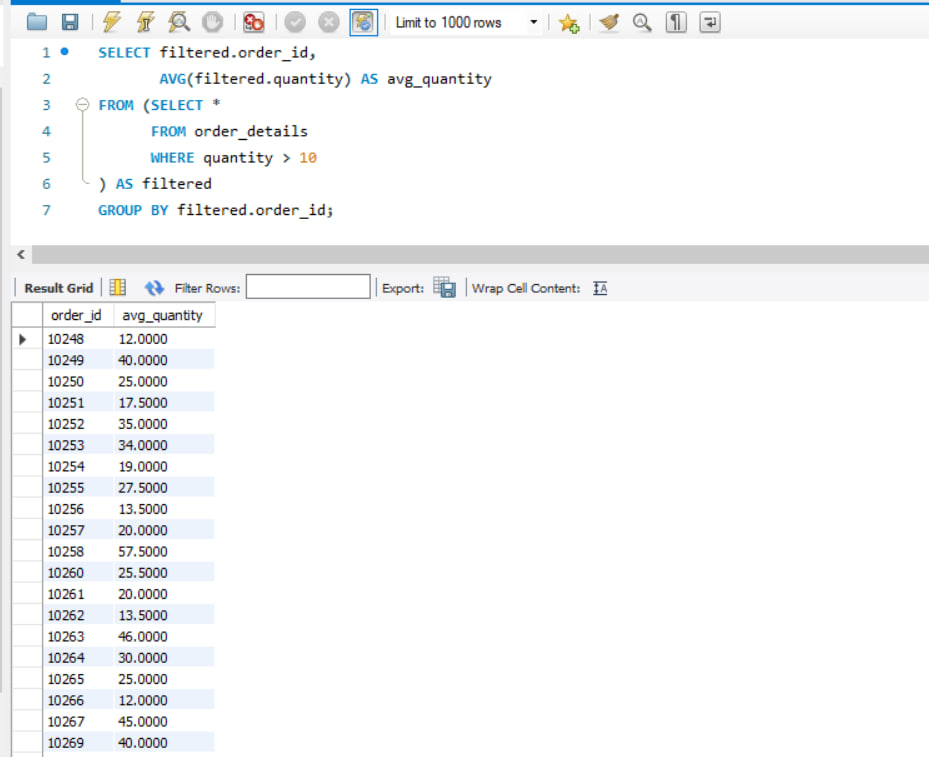 Limit to 1000 rows
1 SELECT filtered.order_id,
2 AVG(filtered.quantity) AS avg_quantity
3 FROM (SELECT *
4 FROM order_details
5 WHERE quantity > 10
6 ) AS filtered
7 GROUP BY filtered.order_id;
Result Grid Filter Rows: Export: Wrap Cell Content: IA
order_id avg_quantity
10248 12.0000
10249 40.0000
10250 25.0000
10251 17.5000
10252 35.0000
10253 34.0000
10254 19.0000
10255 27.5000
10256 13.5000
10257 20.0000
10258 57.5000
10260 25.5000
10261 20.0000
10262 13.5000
10263 46.0000
10264 30.0000
10265 25.0000
10266 12.0000
10267 45.0000
10269 40.0000